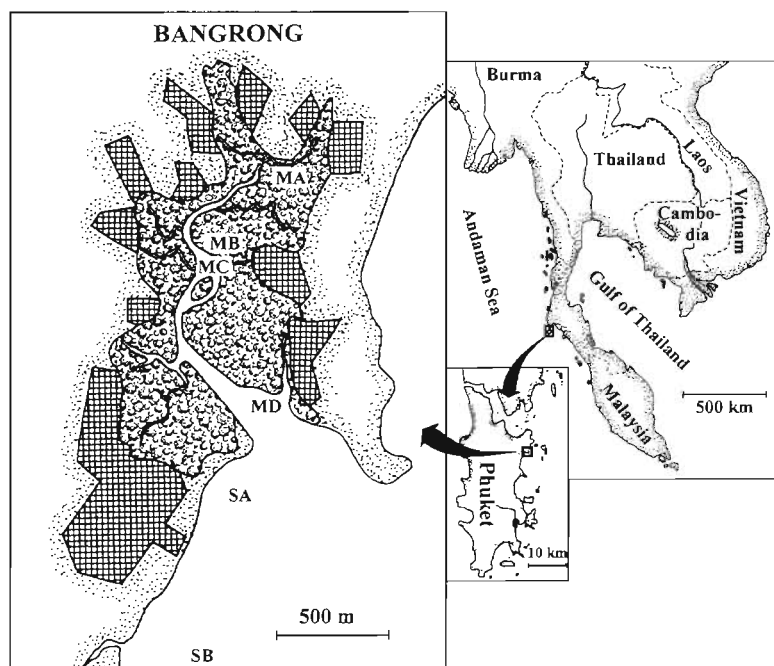 BANGRONG
MA
MB
MC
MD
SA
SB
500 m
Burma
Thailand
Laos
Vietnam
Cambo-
dia
Andaman Sea
Gulf of Thailand
Malaysia
500 km
Phuket
10 km